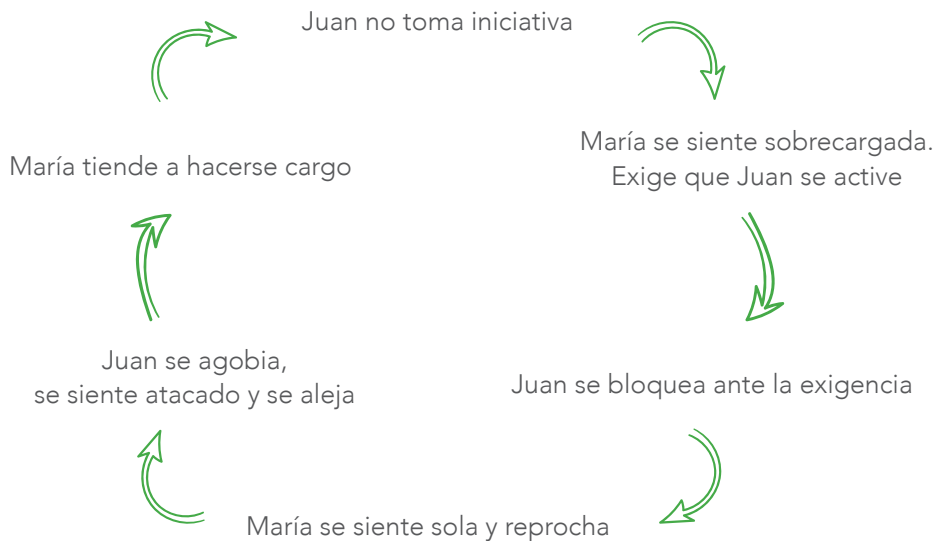 Juan no toma iniciativa
María se siente sobrecargada.
Exige que Juan se active
Juan se bloquea ante la exigencia
María se siente sola y reprocha
Juan se agobia,
se siente atacado y se aleja
María tiende a hacerse cargo